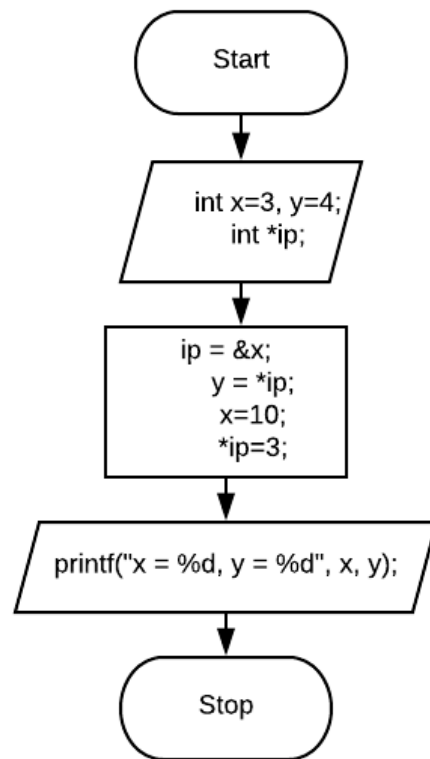 Start
int x=3, y=4;
int *ip;
ip = &x;
y = *ip;
x=10;
*ip=3;
printf("x = %d, y = %d", x, y);
Stop